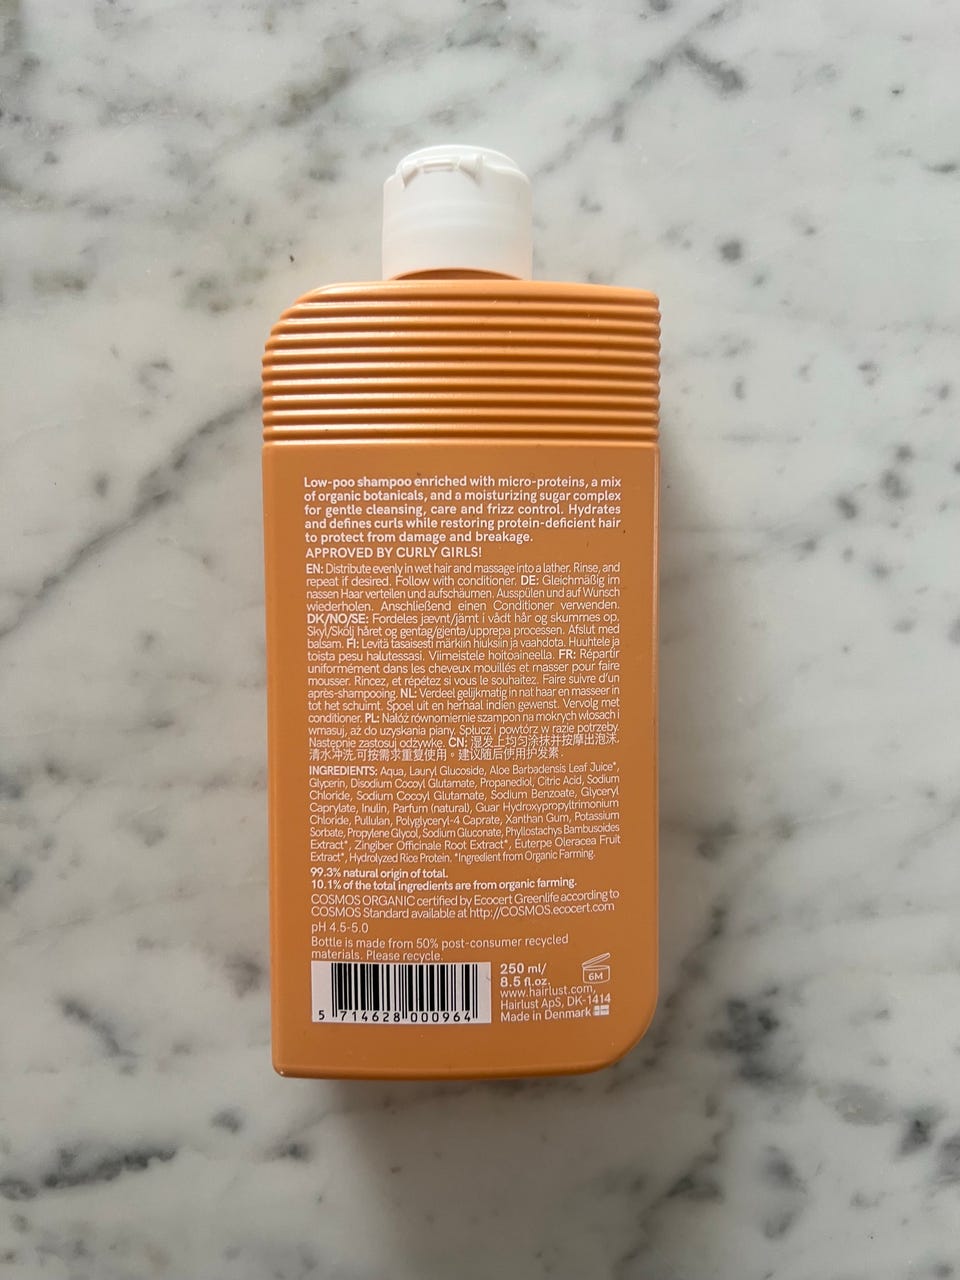 Low-poo shampoo enriched with micro-proteins, a mix
of organic botanicals, and a moisturizing sugar complex
for gentle cleansing, care and frizz control. Hydrates
and defines curls while restoring protein-deficient hair
to protect from damage and breakage.
APPROVED BY CURLY GIRLS!
EN: Distribute evenly in wet hair and massage into a lather. Rinse, and
repeat if desired. Follow with conditioner. DE: Gleichmäßig im
nassen Haar verteilen und aufschäumen. Ausspülen und auf Wunsch
wiederholen. Anschließend einen Conditioner verwenden.
DK/NO/SE: Fordeles jævnt/jämt i vådt hår og skummes op.
Skyl/Skölj håret og gentag/gjenta/upprepa processen. Afslut med
balsam. FI: Levitä tasaisesti märkiin hiuksiin ja vaahdota. Huuhtele ja
toista pesu halutessasi. Viimeistele hoitoaineella. FR: Répartir
uniformément dans les cheveux mouillés et masser pour faire
mousser. Rincez, et répétez si vous le souhaitez. Faire suivre d'un
après-shampooing. NL: Verdeel gelijkmatig in nat haar en masseer in
tot het schuimt. Spoel uit en herhaal indien gewenst. Vervolg met
conditioner. PL: Nałóż równomiernie szampon na mokrych włosach i
wmasuj, aż do uzyskania piany. Spłucz i powtórz w razie potrzeby.
Następnie zastosuj odżywkę. CN: 湿发上均匀涂抹并按摩出泡沫.
清水冲洗,可按需求重复使用。建议随后使用护发素
INGREDIENTS: Aqua, Lauryl Glucoside, Aloe Barbadensis Leaf Juice*,
Glycerin, Disodium Cocoyl Glutamate, Propanediol, Citric Acid, Sodium
Chloride, Sodium Cocoyl Glutamate, Sodium Benzoate, Glyceryl
Caprylate, Inulin, Parfum (natural), Guar Hydroxypropyltrimonium
Chloride, Pullulan, Polyglyceryl-4 Caprate, Xanthan Gum, Potassium
Sorbate, Propylene Glycol, Sodium Gluconate, Phyllostachys Bambusoides
Extract*, Zingiber Officinale Root Extract*, Euterpe Oleracea Fruit
Extract*, Hydrolyzed Rice Protein. *Ingredient from Organic Farming.
99.3% natural origin of total.
10.1% of the total ingredients are from organic farming.
COSMOS ORGANIC certified by Ecocert Greenlife according to
COSMOS Standard available at http://COSMOS.ecocert.com
pH 4.5-5.0
Bottle is made from 50% post-consumer recycled
materials. Please recycle.
5 714628 000964
250 ml/
8.5 fl.oz.
6M
www.hairlust.com,
Hairlust ApS, DK-1414
Made in Denmark